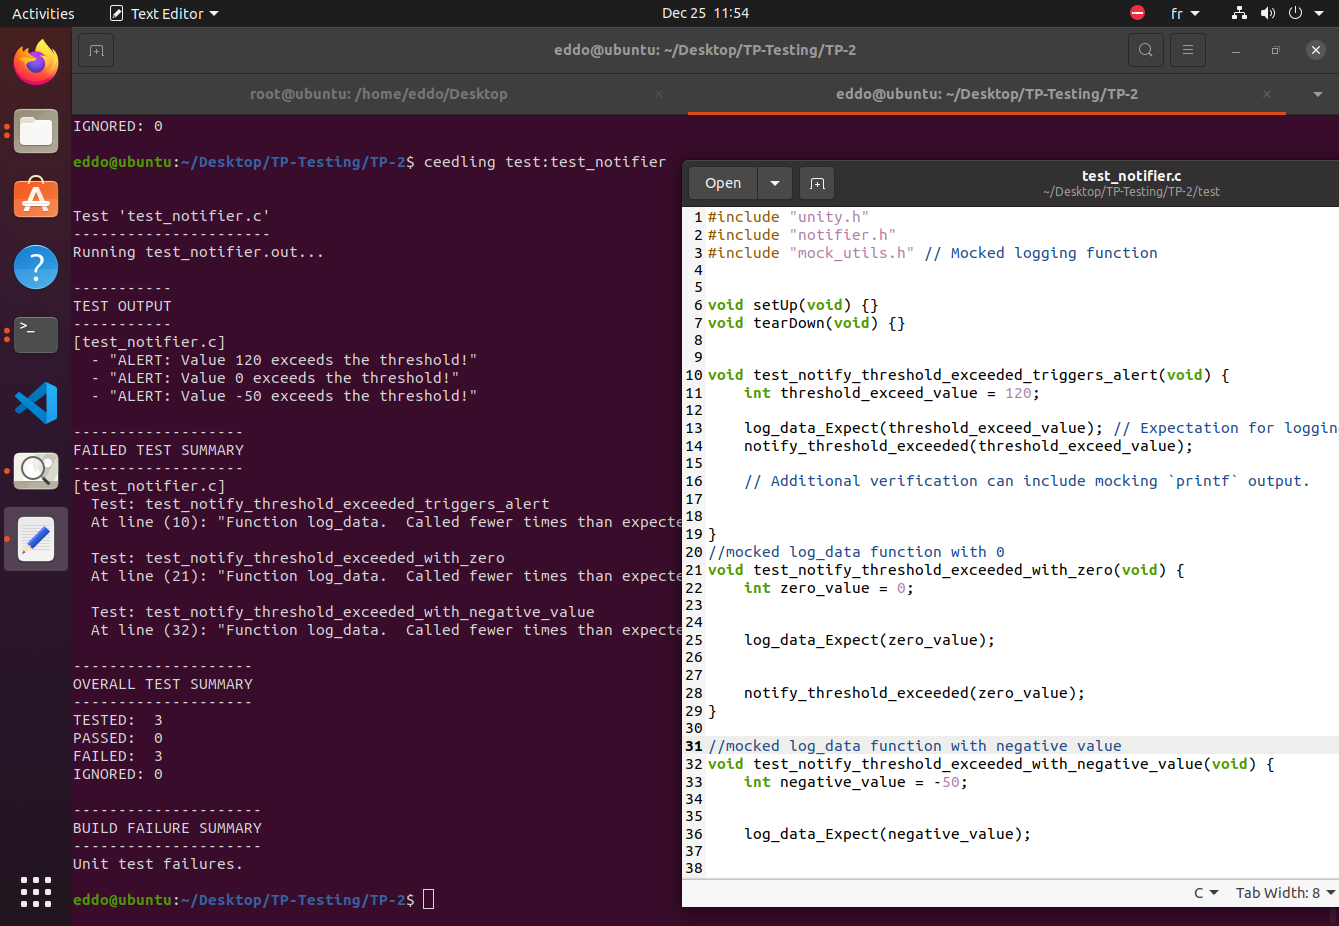 Activities
Text Editor
Dec 25 11:54
fr
eddo@ubuntu: ~/Desktop/TP-Testing/TP-2
root@ubuntu: /home/eddo/Desktop
eddo@ubuntu: ~/Desktop/TP-Testing/TP-2
IGNORED: 0
eddo@ubuntu:~/Desktop/TP-Testing/TP-2$ ceedling test:test_notifier
Test 'test_notifier.c'
----------------------
Running test_notifier.out...
-----------
TEST OUTPUT
-----------
[test_notifier.c]
- "ALERT: Value 120 exceeds the threshold!"
- "ALERT: Value 0 exceeds the threshold!"
- "ALERT: Value -50 exceeds the threshold!"
-------------------
FAILED TEST SUMMARY
-------------------
[test_notifier.c]
Test: test_notify_threshold_exceeded_triggers_alert
At line (10): "Function log_data.  Called fewer times than expecte
Test: test_notify_threshold_exceeded_with_zero
At line (21): "Function log_data.  Called fewer times than expecte
Test: test_notify_threshold_exceeded_with_negative_value
At line (32): "Function log_data.  Called fewer times than expecte
--------------------
OVERALL TEST SUMMARY
--------------------
TESTED:  3
PASSED:  0
FAILED:  3
IGNORED: 0
---------------------
BUILD FAILURE SUMMARY
---------------------
Unit test failures.
eddo@ubuntu:~/Desktop/TP-Testing/TP-2$
Open
test_notifier.c
~/Desktop/TP-Testing/TP-2/test
1 #include "unity.h"
2 #include "notifier.h"
3 #include "mock_utils.h" // Mocked logging function
4
5
6 void setUp(void) {}
7 void tearDown(void) {}
8
9
10 void test_notify_threshold_exceeded_triggers_alert(void) {
11     int threshold_exceed_value = 120;
12
13     log_data_Expect(threshold_exceed_value); // Expectation for loggin
14     notify_threshold_exceeded(threshold_exceed_value);
15
16     // Additional verification can include mocking `printf` output.
17
18
19 }
20 //mocked log_data function with 0
21 void test_notify_threshold_exceeded_with_zero(void) {
22     int zero_value = 0;
23
24
25     log_data_Expect(zero_value);
26
27
28     notify_threshold_exceeded(zero_value);
29 }
30
31 //mocked log_data function with negative value
32 void test_notify_threshold_exceeded_with_negative_value(void) {
33     int negative_value = -50;
34
35
36     log_data_Expect(negative_value);
37
38
C
Tab Width: 8